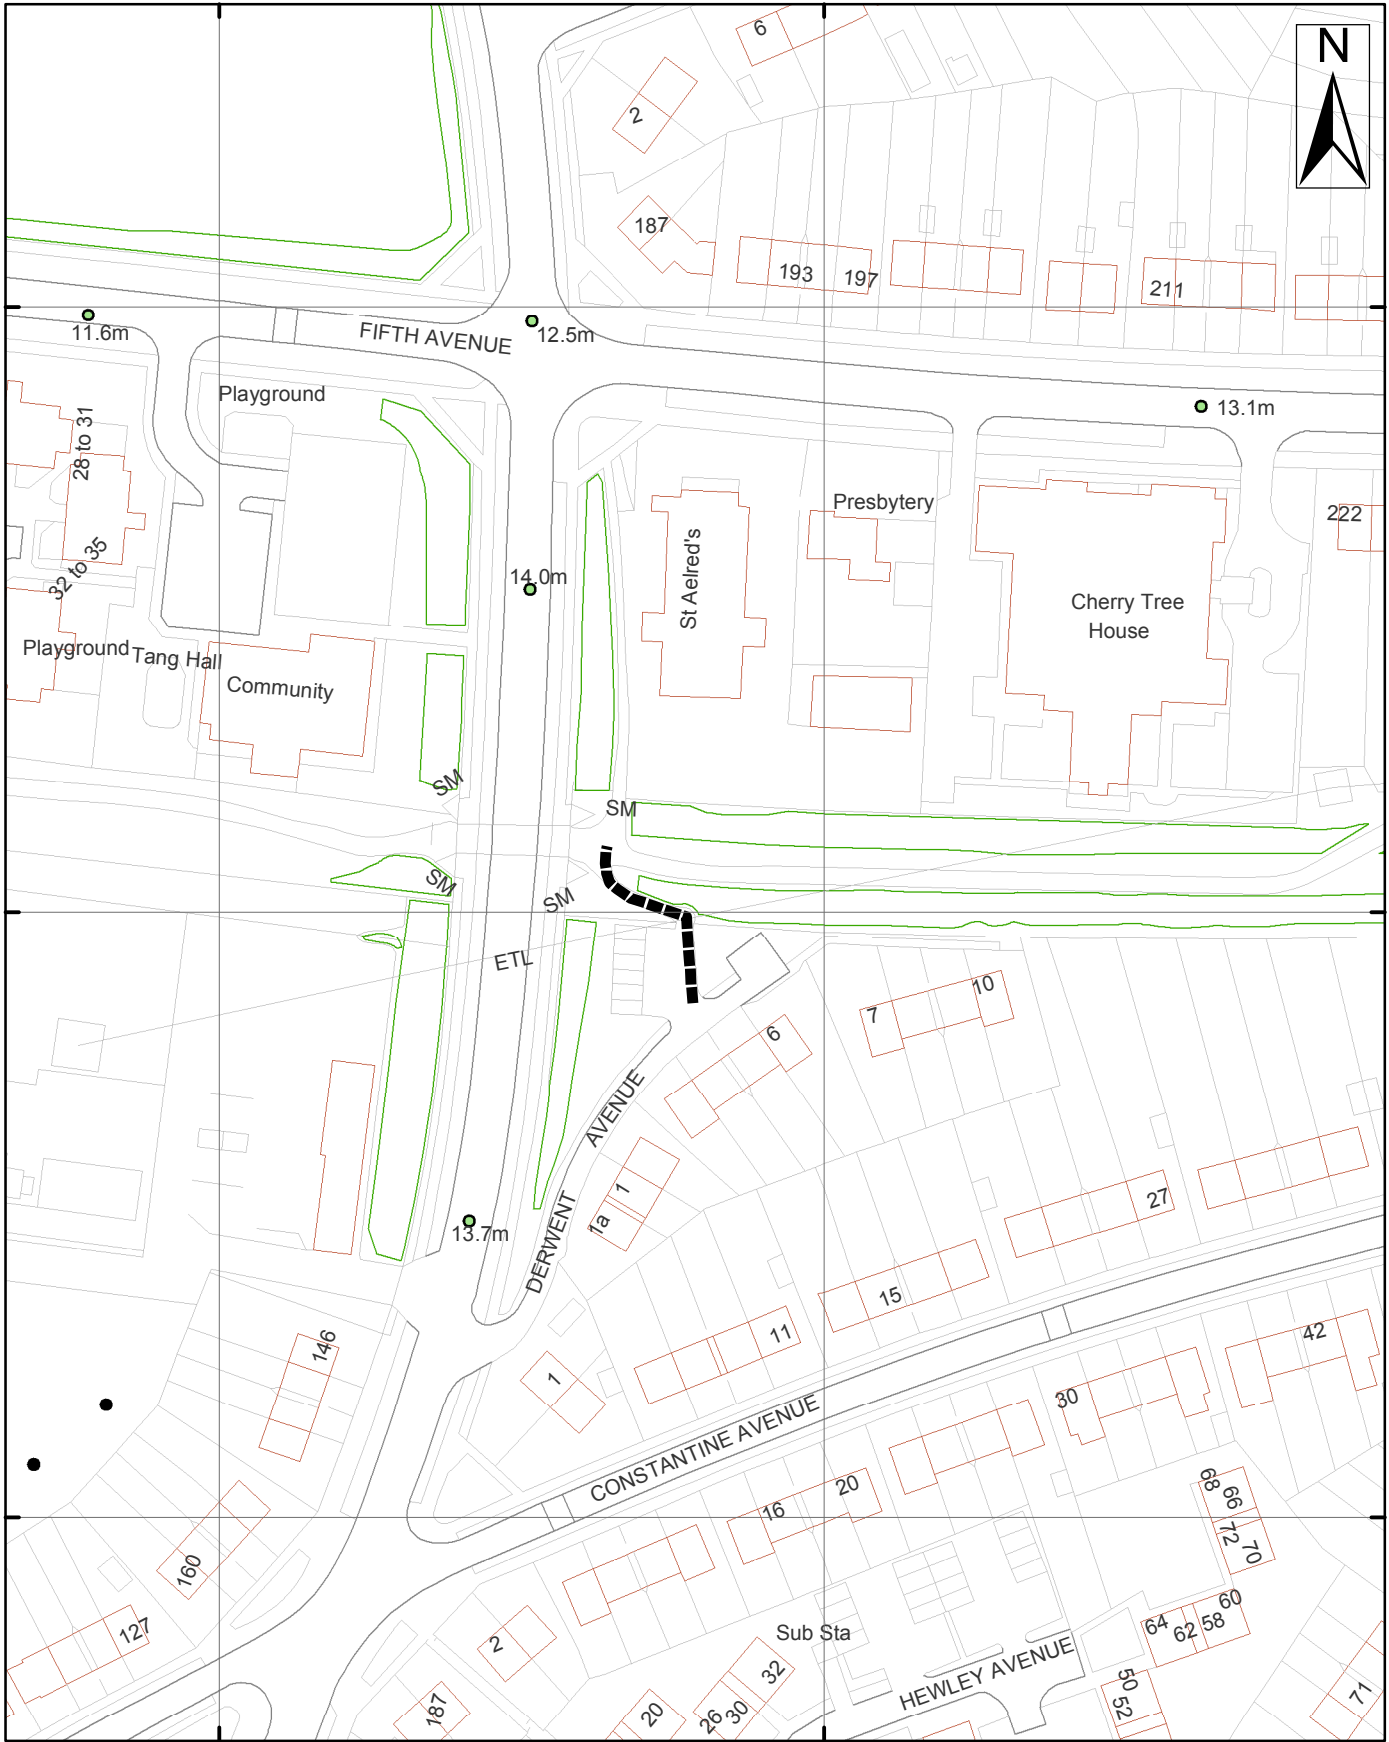 N
6
2
187
193
197
211
11.6m
FIFTH AVENUE
12.5m
13.1m
Playground
28 to 31
Presbytery
222
St Aelred's
32 to 35
14.0m
Cherry Tree
House
Playground
Tang Hall
Community
SM
SM
SM
SM
ETL
10
7
6
DERWENT AVENUE
1
1a
27
13.7m
15
11
42
146
1
30
CONSTANTINE AVENUE
20
16
68
66
72
70
160
127
2
Sub Sta
60
64
58
62
32
HEWLEY AVENUE
50
52
71
187
20
26
30